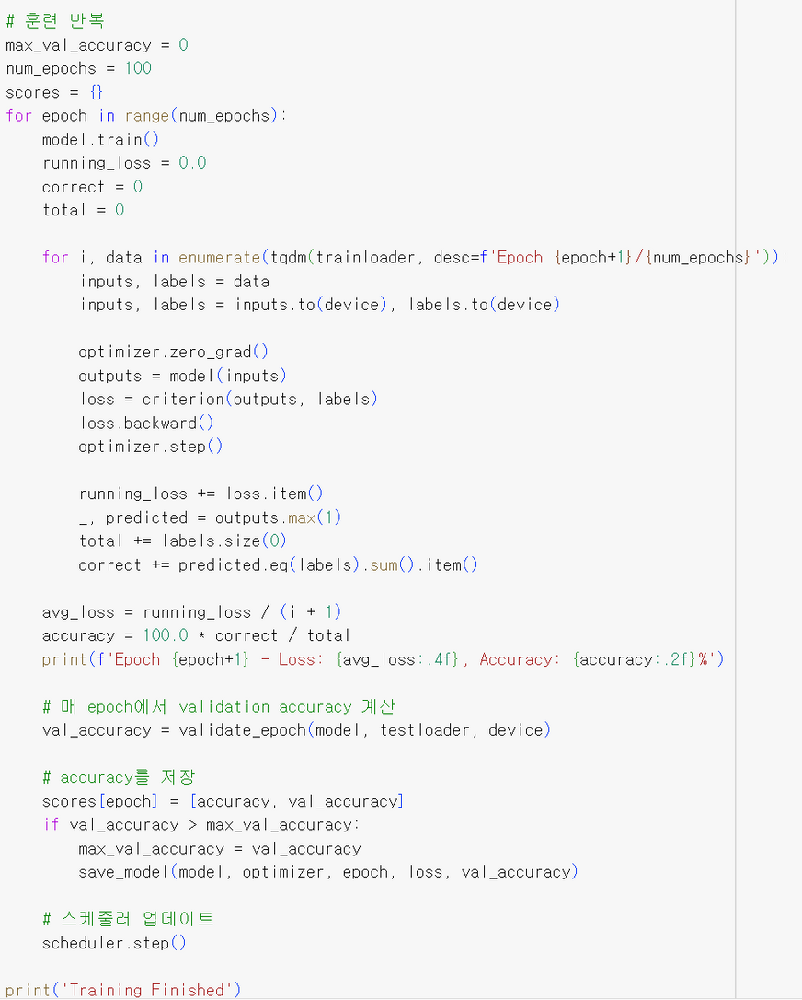 # 훈련 반복
max_val_accuracy = 0
num_epochs = 100
scores = {}
for epoch in range(num_epochs):
    model.train()
    running_loss = 0.0
    correct = 0
    total = 0

    for i, data in enumerate(tqdm(trainloader, desc=f'Epoch {epoch+1}/{num_epochs}')):
        inputs, labels = data
        inputs, labels = inputs.to(device), labels.to(device)

        optimizer.zero_grad()
        outputs = model(inputs)
        loss = criterion(outputs, labels)
        loss.backward()
        optimizer.step()

        running_loss += loss.item()
        _, predicted = outputs.max(1)
        total += labels.size(0)
        correct += predicted.eq(labels).sum().item()

    avg_loss = running_loss / (i + 1)
    accuracy = 100.0 * correct / total
    print(f'Epoch {epoch+1} - Loss: {avg_loss:.4f}, Accuracy: {accuracy:.2f}%')

    # 매 epoch에서 validation accuracy 계산
    val_accuracy = validate_epoch(model, testloader, device)

    # accuracy를 저장
    scores[epoch] = [accuracy, val_accuracy]
    if val_accuracy > max_val_accuracy:
        max_val_accuracy = val_accuracy
        save_model(model, optimizer, epoch, loss, val_accuracy)

    # 스케줄러 업데이트
    scheduler.step()

print('Training Finished')